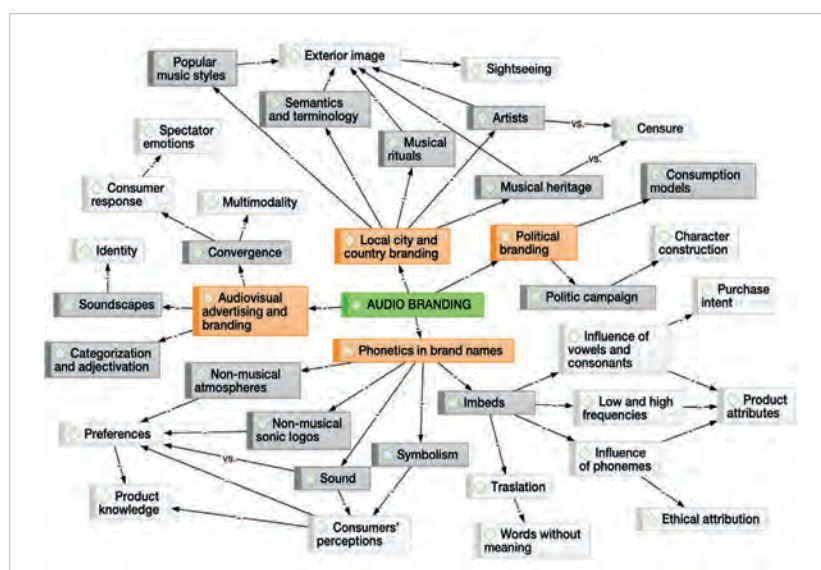 Popular
music styles
Exterior image
Sightseeing
Semantics
and terminology
Artists
vs.
Censure
Spectator
emotions
Musical
rituals
vs.
Consumer
response
Musical heritage
Consumption
models
Multimodality
Local city and
country branding
Political
branding
Character
construction
Identity
Convergence
Purchase
intent
Soundscapes
Audiovisual
advertising and
branding
AUDIO BRANDING
Politic campaign
Categorization
and adjectivation
Phonetics in brand names
Influence of
vowels and
consonants
Non-musical
atmospheres
Imbeds
Low and high
frequencies
Product
attributes
Preferences
Non-musical
sonic logos
Symbolism
Influence
of phonemes
vs.
Sound
Traslation
Product
knowledge
Consumers'
perceptions
Words without
meaning
Ethical attribution